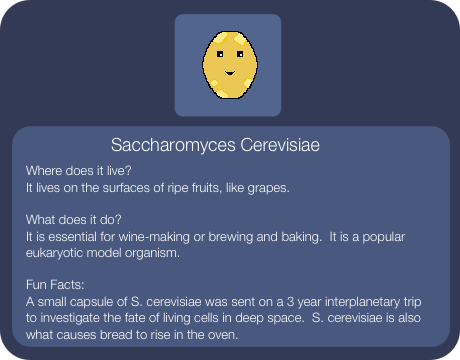 Saccharomyces Cerevisiae
Where does it live?
It lives on the surfaces of ripe fruits, like grapes.
What does it do?
It is essential for wine-making or brewing and baking.  It is a popular
eukaryotic model organism.
Fun Facts:
A small capsule of S. cerevisiae was sent on a 3 year interplanetary trip
to investigate the fate of living cells in deep space.  S. cerevisiae is also
what causes bread to rise in the oven.